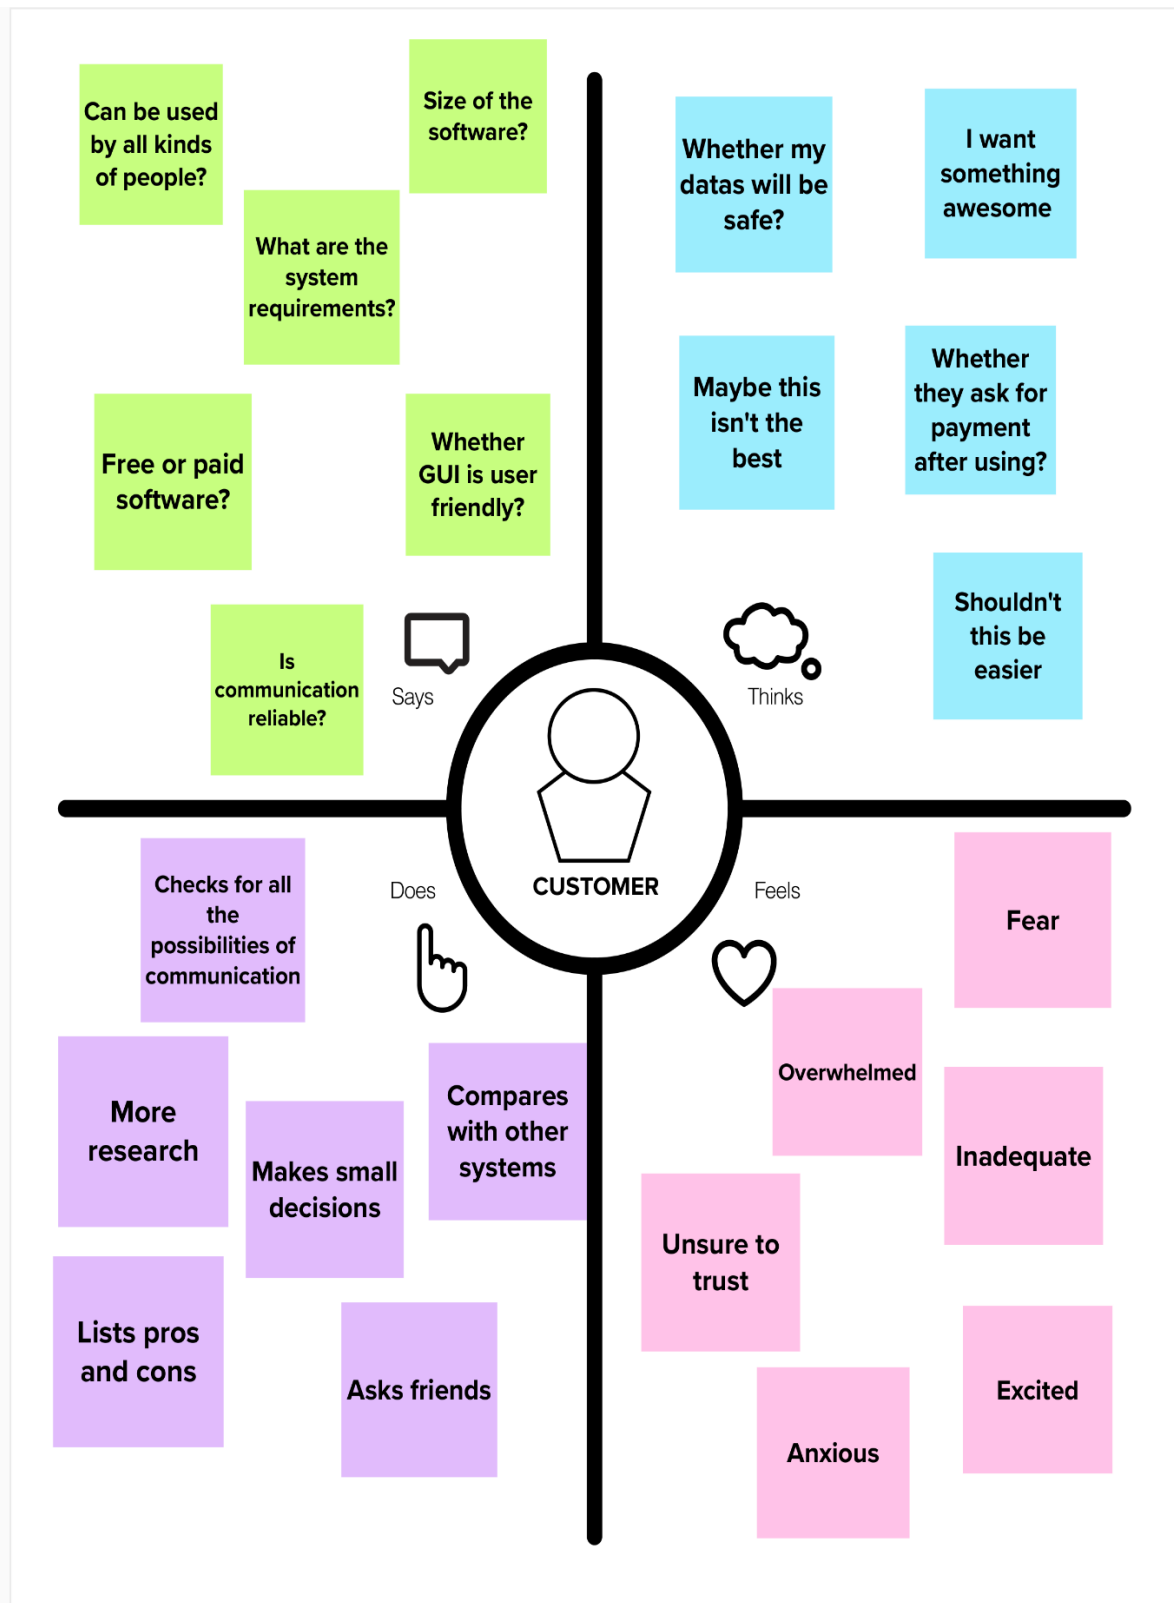 Can be used
by all kinds
of people?
Size of the
software?
What are the
system
requirements?
Free or paid
software?
Whether
GUI is user
friendly?
Is
communication
reliable?
Says
Whether my
datas will be
safe?
I want
something
awesome
Maybe this
isn't the
best
Whether
they ask for
payment
after using?
Shouldn't
this be
easier
Thinks
CUSTOMER
Does
Checks for all
the
possibilities of
communication
More
research
Makes small
decisions
Compares
with other
systems
Lists pros
and cons
Asks friends
Feels
Fear
Overwhelmed
Inadequate
Unsure to
trust
Excited
Anxious